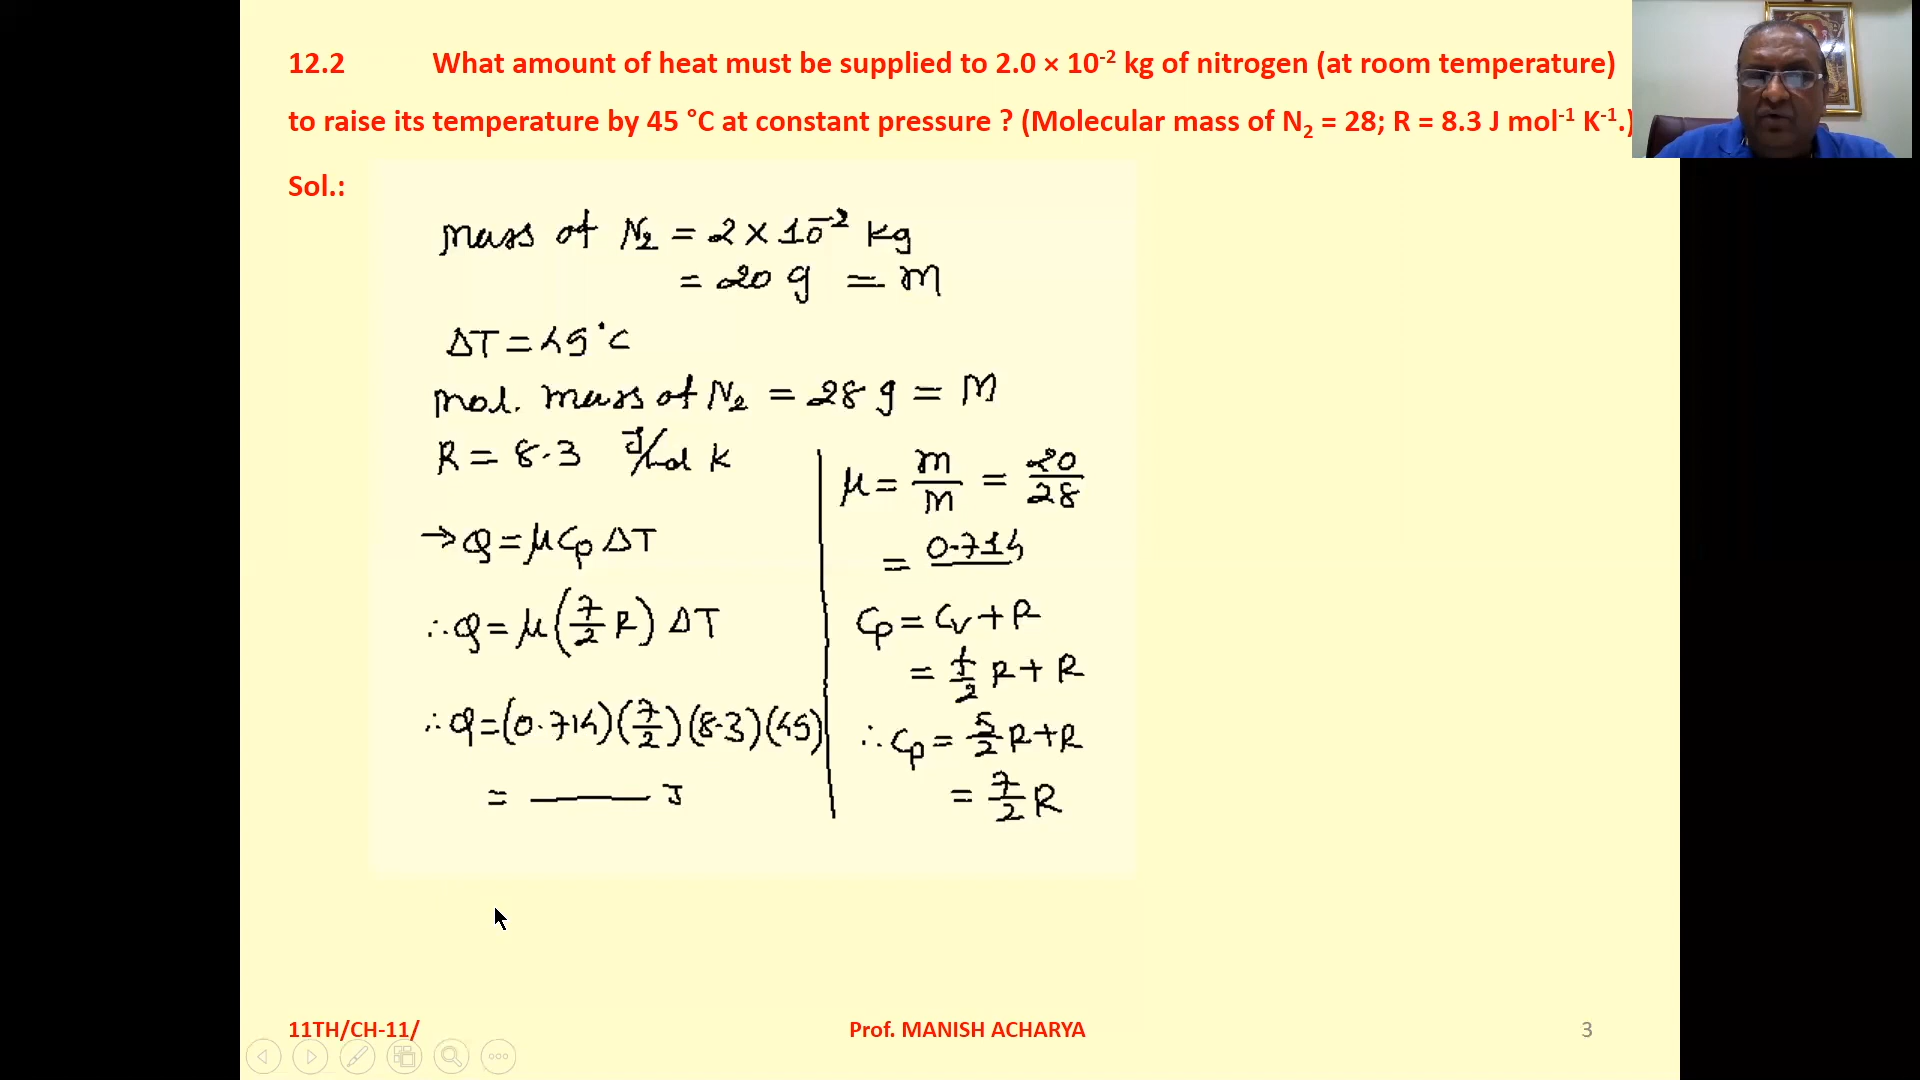 12.2 What amount of heat must be supplied to 2.0 × 10⁻² kg of nitrogen (at room temperature)
to raise its temperature by 45 °C at constant pressure ? (Molecular mass of N₂ = 28; R = 8.3 J mol⁻¹ K⁻¹.)
Sol.:
mass of N₂ = 2 × 10⁻² kg
= 20 g = m
ΔT = 45°C
mol. mass of N₂ = 28 g = M
R = 8.3 J/mol K
→ Q = μ Cp ΔT
∴ Q = μ (7/2 R) ΔT
∴ Q = (0.714) (7/2) (8.3) (45)
= ――― J
μ = m/M = 20/28
= 0.714
Cp = Cv + R
= f/2 R + R
∴ Cp = 5/2 R + R
= 7/2 R
11TH/CH-11/ Prof. MANISH ACHARYA 3